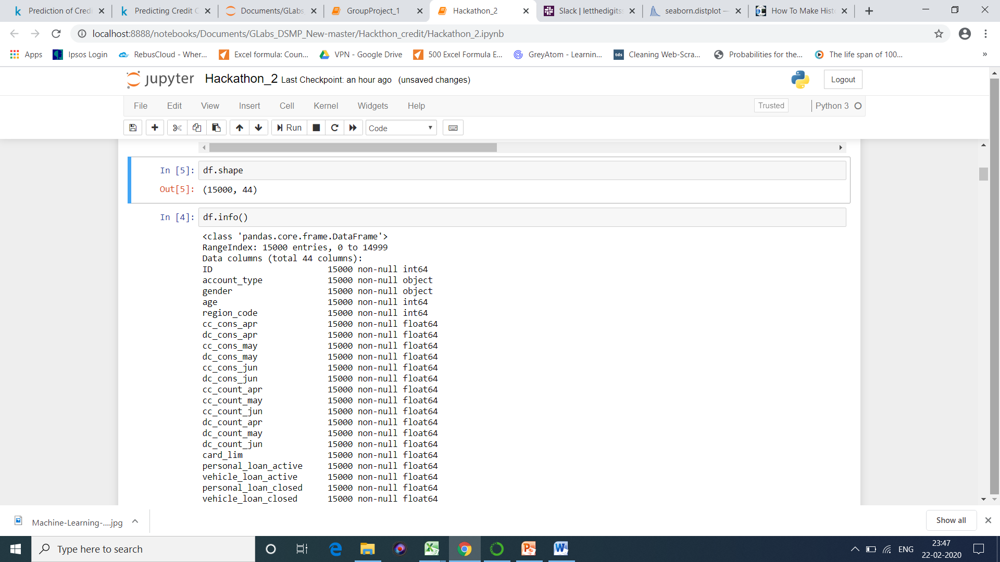 Prediction of Credi
Predicting Credit C
Documents/GLabs
GroupProject_1
Hackathon_2
Slack | letthedigits
seaborn.distplot —
How To Make Histo
localhost:8888/notebooks/Documents/GLabs_DSMP_New-master/Hackthon_credit/Hackathon_2.ipynb
Apps
Ipsos Login
RebusCloud - Wher...
Excel formula: Coun...
VPN - Google Drive
500 Excel Formula E...
GreyAtom - Learnin...
tds
Cleaning Web-Scra...
Probabilities for the...
The life span of 100...
»
jupyter Hackathon_2 Last Checkpoint: an hour ago (unsaved changes)
Logout
File Edit View Insert Cell Kernel Widgets Help
Trusted
Python 3
Run
Code
In [5]: df.shape
Out[5]: (15000, 44)
In [4]: df.info()
<class 'pandas.core.frame.DataFrame'>
RangeIndex: 15000 entries, 0 to 14999
Data columns (total 44 columns):
ID 15000 non-null int64
account_type 15000 non-null object
gender 15000 non-null object
age 15000 non-null int64
region_code 15000 non-null int64
cc_cons_apr 15000 non-null float64
dc_cons_apr 15000 non-null float64
cc_cons_may 15000 non-null float64
dc_cons_may 15000 non-null float64
cc_cons_jun 15000 non-null float64
dc_cons_jun 15000 non-null float64
cc_count_apr 15000 non-null float64
cc_count_may 15000 non-null float64
cc_count_jun 15000 non-null float64
dc_count_apr 15000 non-null float64
dc_count_may 15000 non-null float64
dc_count_jun 15000 non-null float64
card_lim 15000 non-null float64
personal_loan_active 15000 non-null float64
vehicle_loan_active 15000 non-null float64
personal_loan_closed 15000 non-null float64
vehicle_loan_closed 15000 non-null float64
Machine-Learning-....jpg
Show all
Type here to search
ENG
23:47
22-02-2020